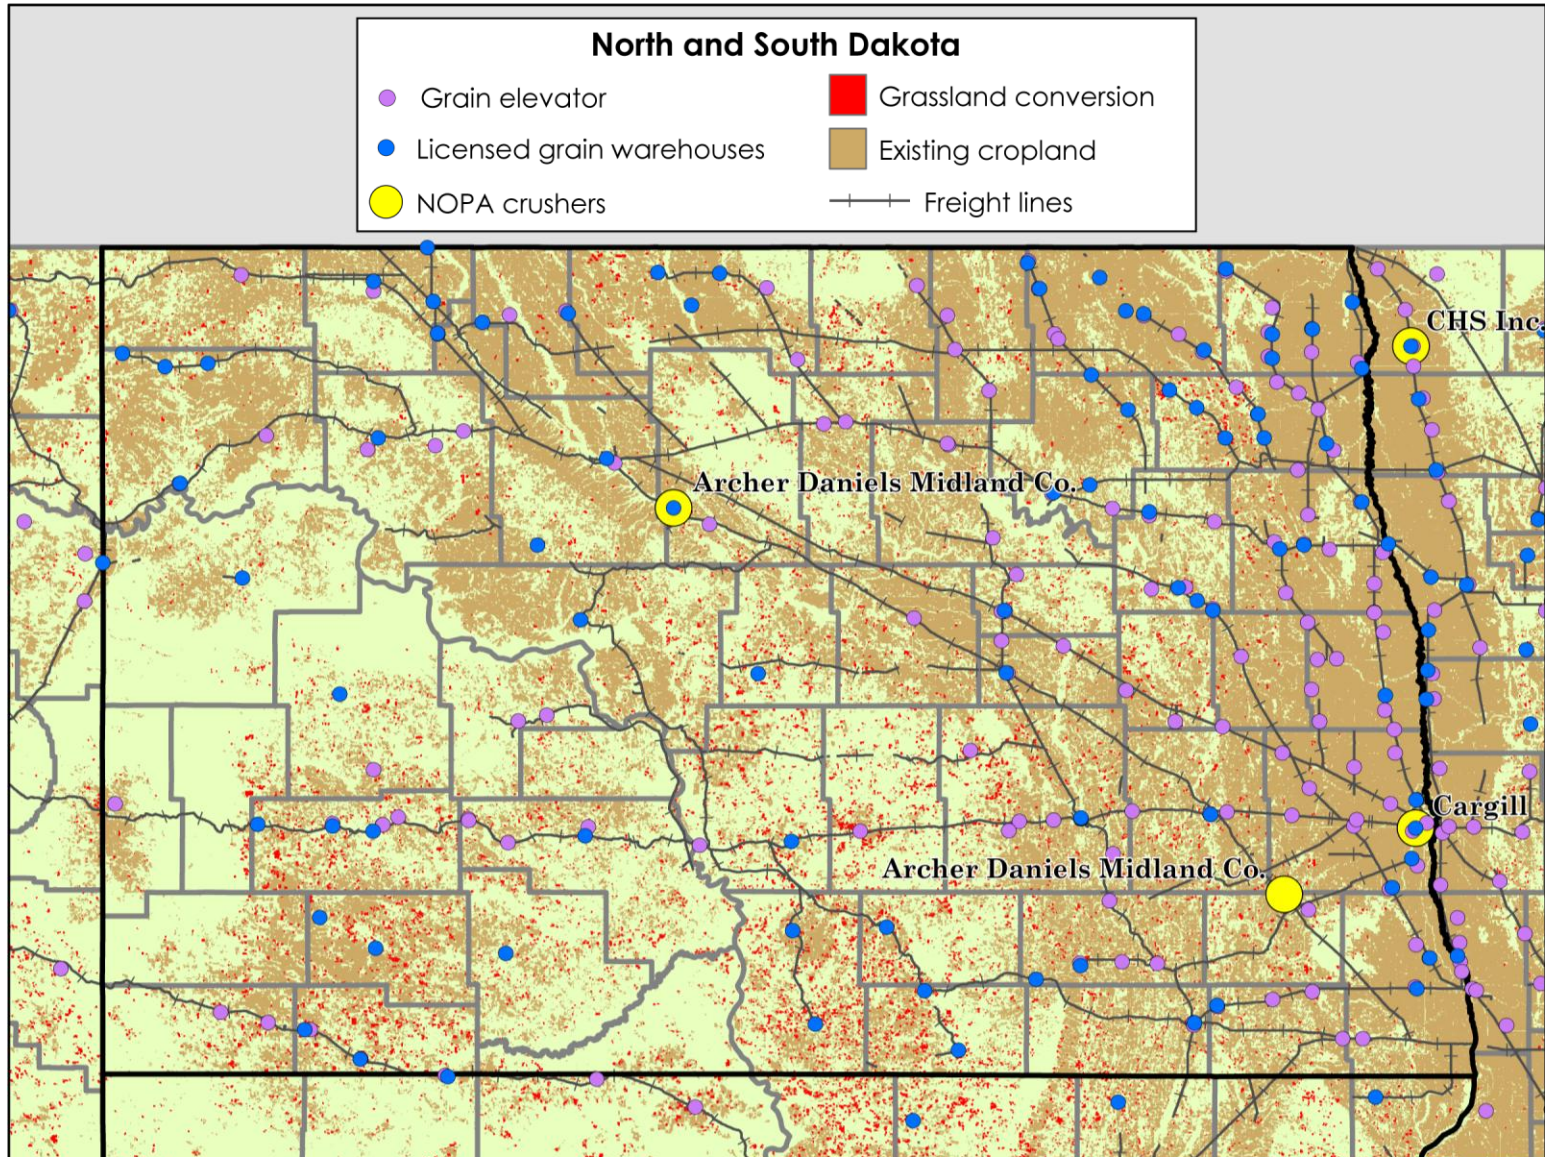 North and South Dakota
Grain elevator
Grassland conversion
Licensed grain warehouses
Existing cropland
NOPA crushers
Freight lines
CHS Inc.
Archer Daniels Midland Co.
Cargill
Archer Daniels Midland Co.